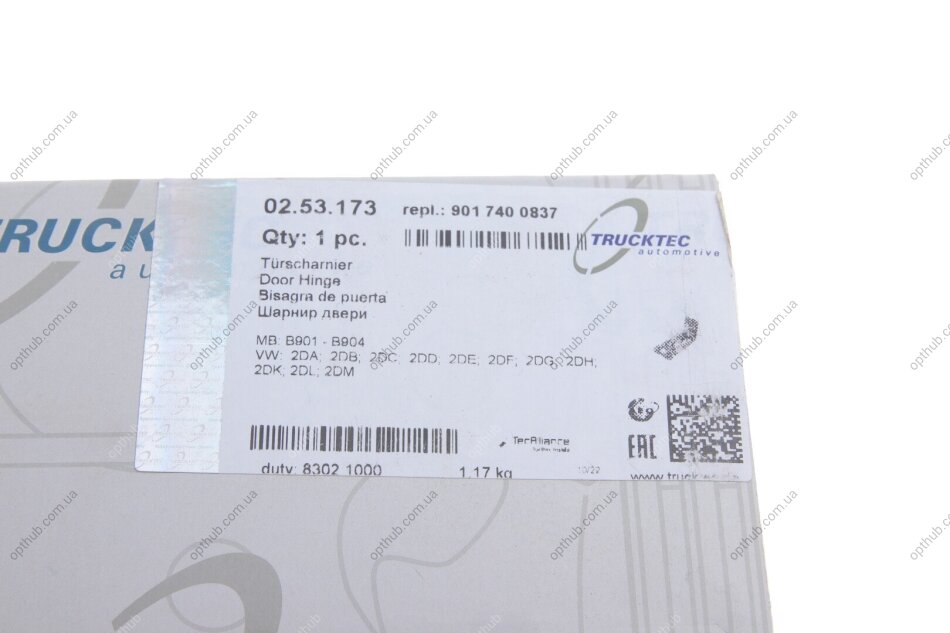 TRUCK
au
02.53.173 repl.: 901 740 0837
Qty: 1 pc.
TRUCKTEC
automotive
Türscharnier
Door Hinge
Bisagra de puerta
Шарнир двери
MB: B901 - B904
VW: 2DA; 2DB; 2DC; 2DD; 2DE; 2DF; 2DG; 2DH;
2DK; 2DL; 2DM
TerAliance
EAC
duty: 8302 1000 1,17 kg 10/22
opthub.com.ua